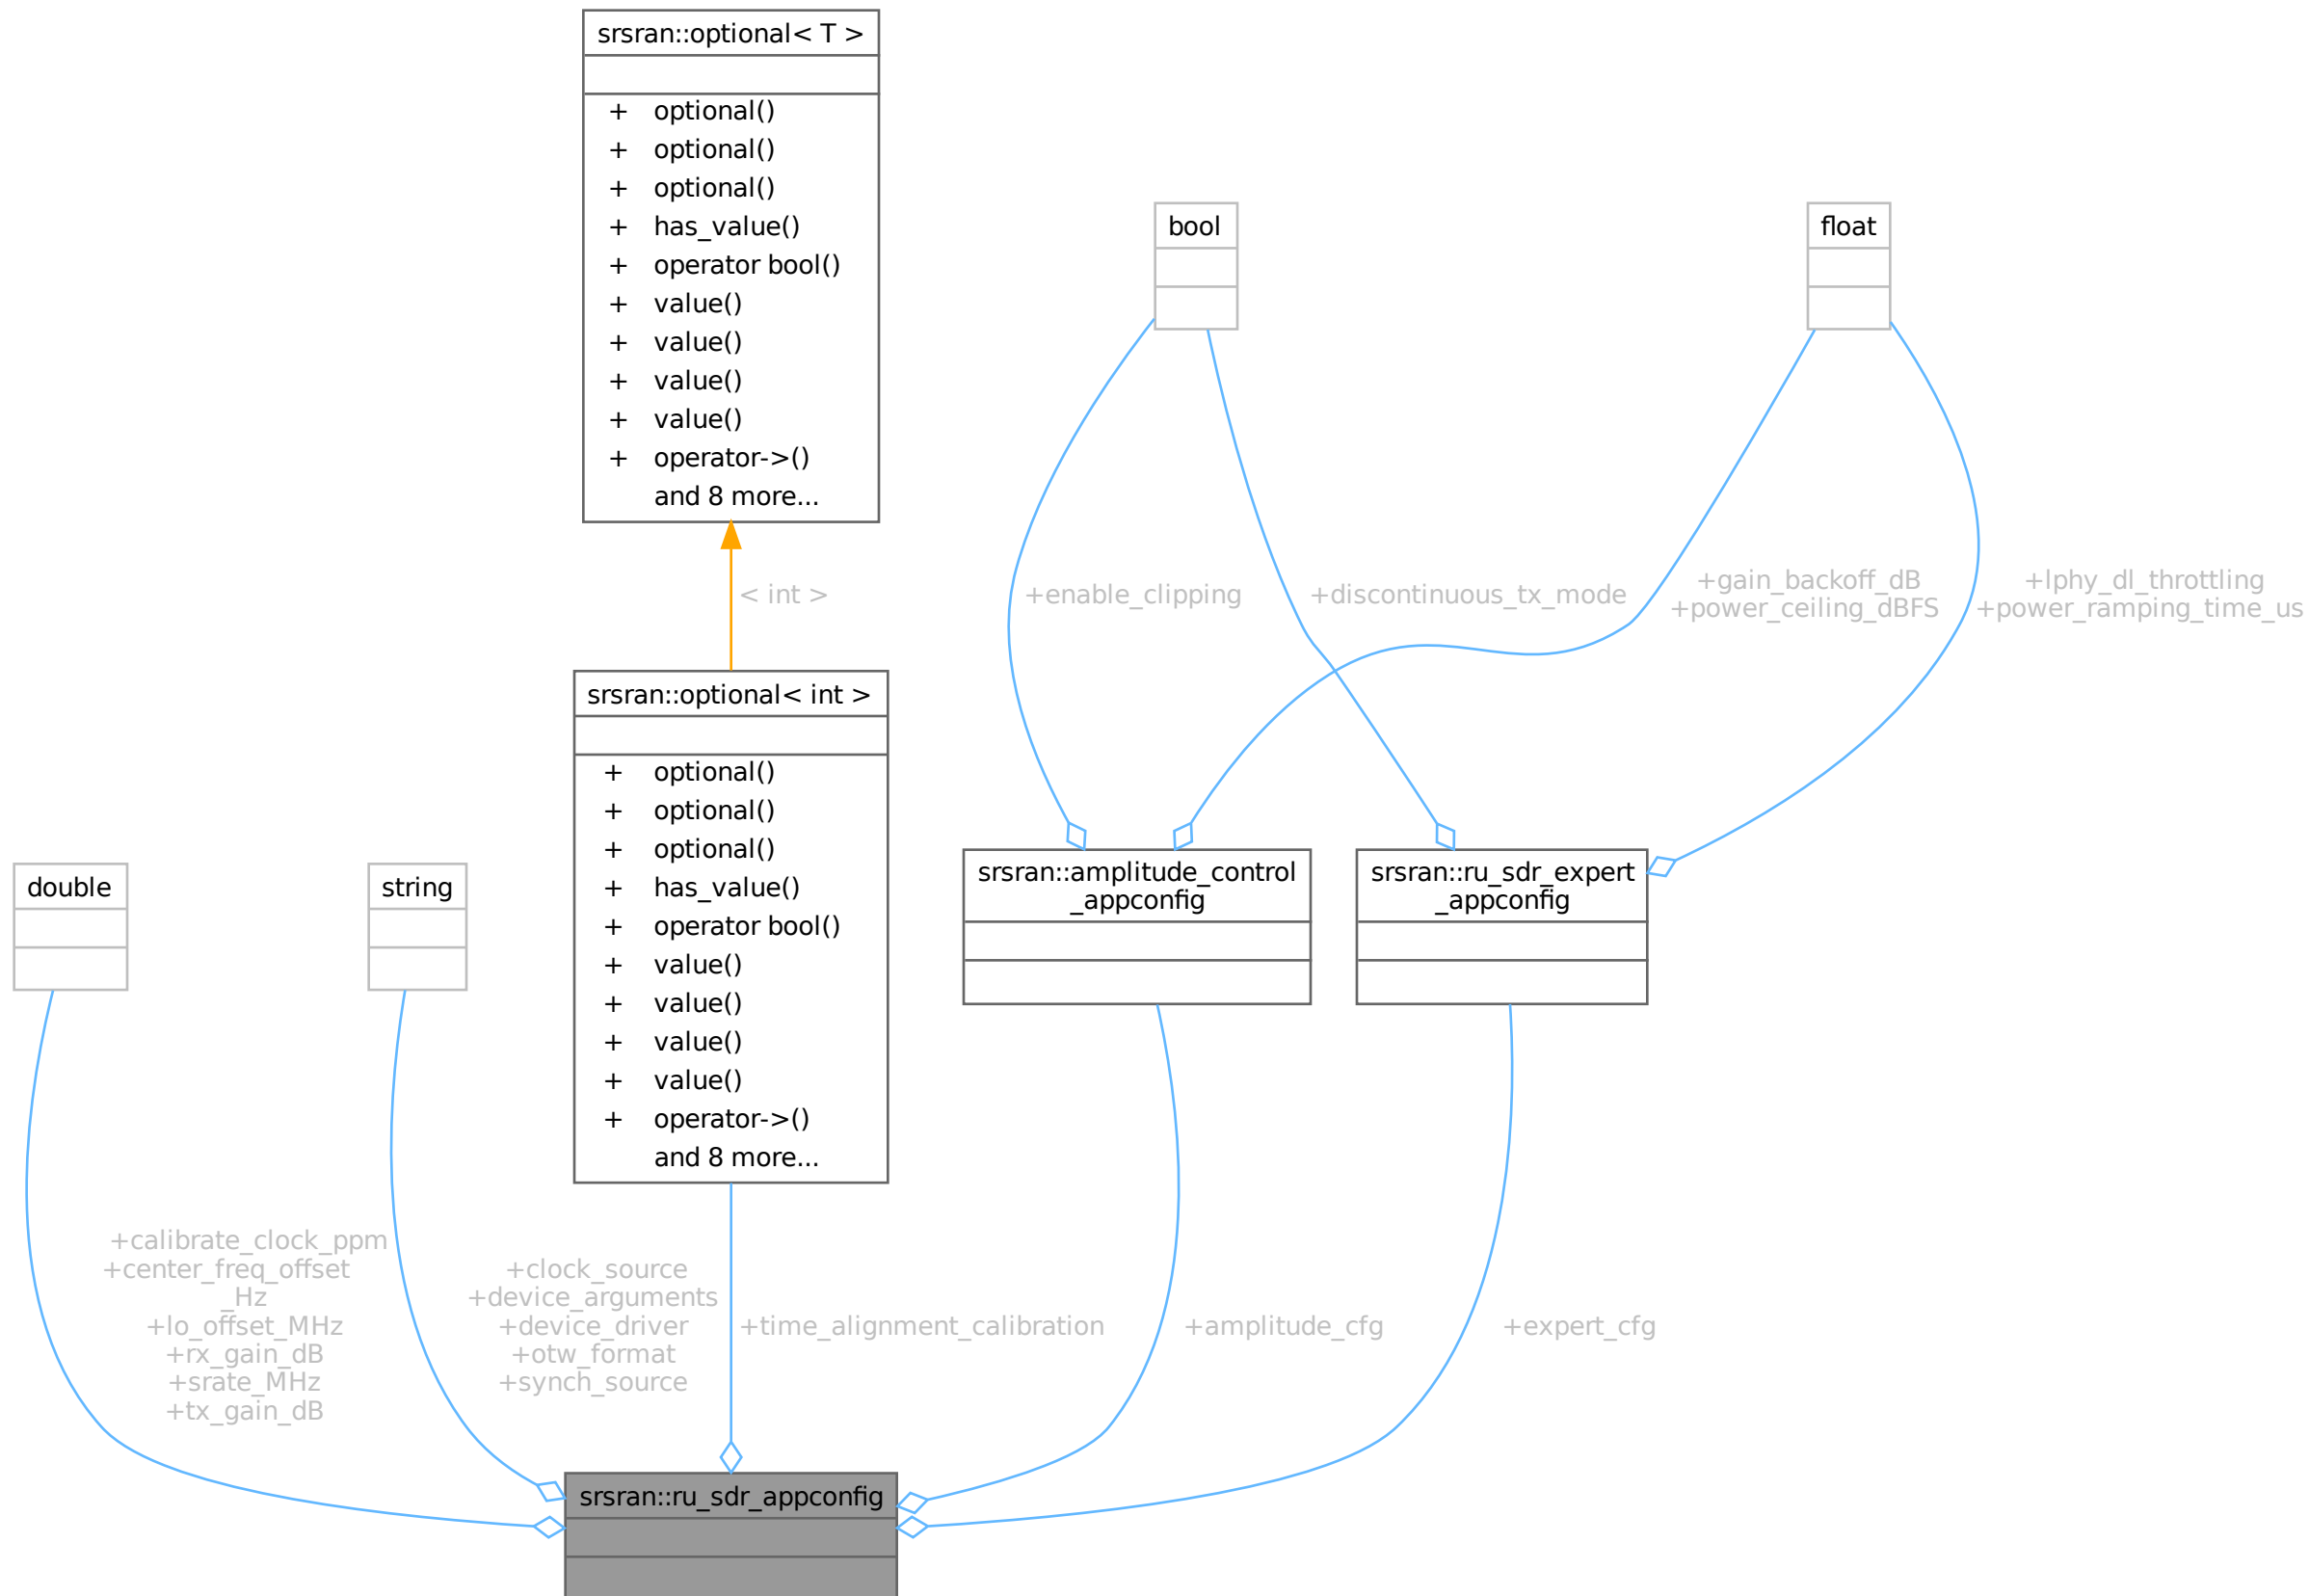 srsran::optional< T >
+ optional()
+ optional()
+ optional()
+ has_value()
+ operator bool()
+ value()
+ value()
+ value()
+ value()
+ operator->()
and 8 more...
bool
float
< int >
+enable_clipping
+discontinuous_tx_mode
+gain_backoff_dB
+power_ceiling_dBFS
+lphy_dl_throttling
+power_ramping_time_us
srsran::optional< int >
+ optional()
+ optional()
+ optional()
+ has_value()
+ operator bool()
+ value()
+ value()
+ value()
+ value()
+ operator->()
and 8 more...
double
string
srsran::amplitude_control
_appconfig
srsran::ru_sdr_expert
_appconfig
+calibrate_clock_ppm
+center_freq_offset
_Hz
+lo_offset_MHz
+rx_gain_dB
+srate_MHz
+tx_gain_dB
+clock_source
+device_arguments
+device_driver
+otw_format
+synch_source
+time_alignment_calibration
+amplitude_cfg
+expert_cfg
srsran::ru_sdr_appconfig